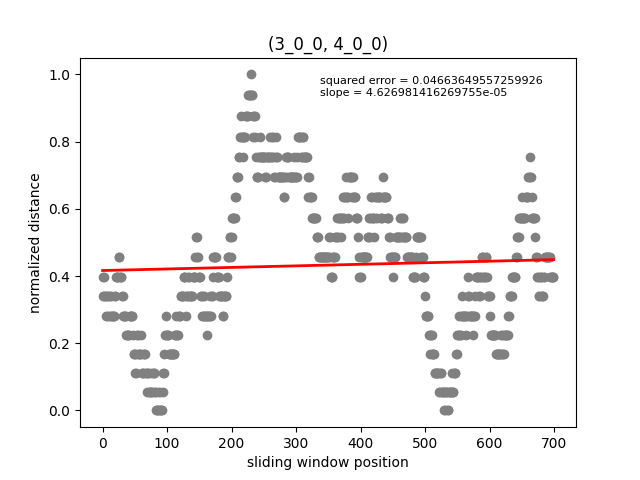 (3_0_0, 4_0_0)
squared error = 0.04663649557259926
slope = 4.626981416269755e-05
normalized distance
1.0
0.8
0.6
0.4
0.2
0.0
0 100 200 300 400 500 600 700
sliding window position